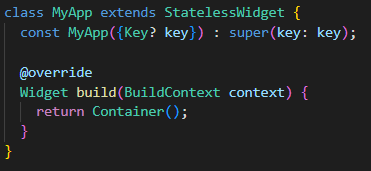 class MyApp extends StatelessWidget {
  const MyApp({Key? key}) : super(key: key);

  @override
  Widget build(BuildContext context) {
    return Container();
  }
}